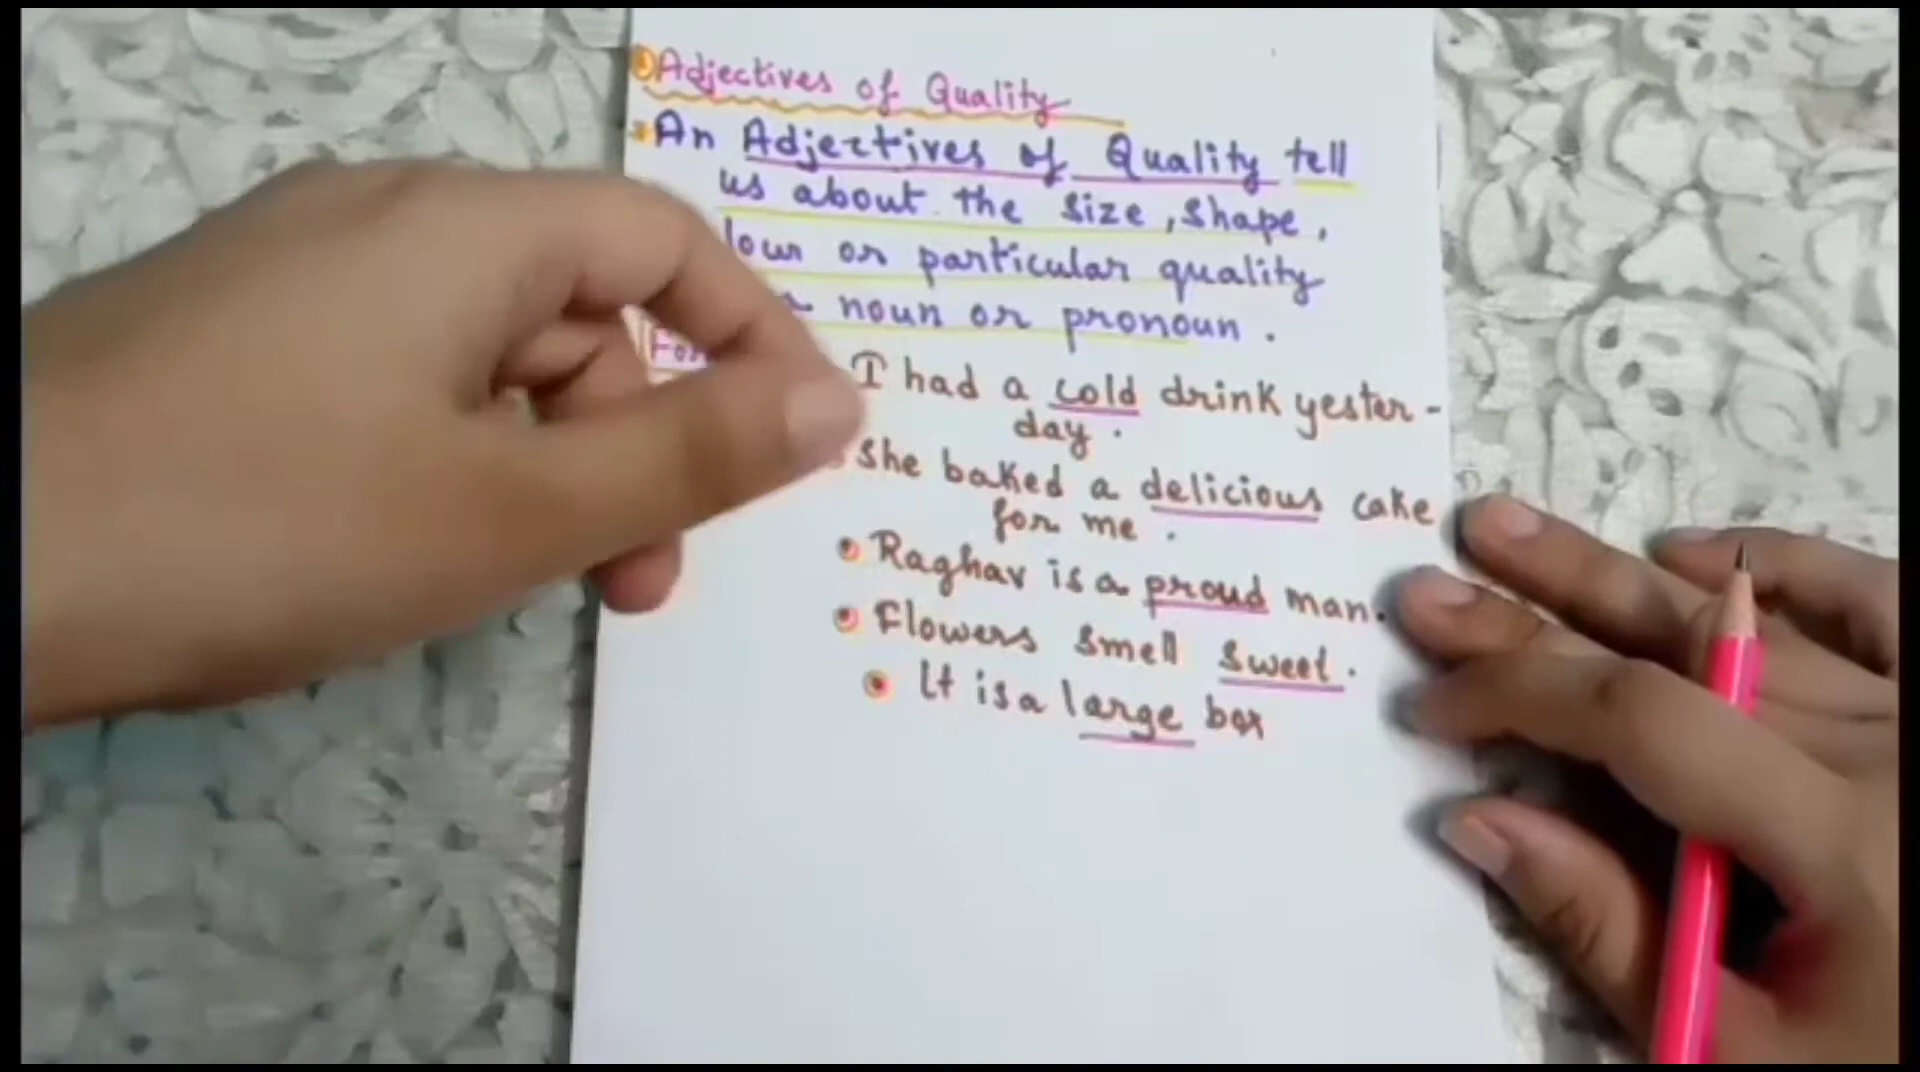 Adjectives of Quality
An Adjectives of Quality tell
us about the size, shape,
lour or particular quality
noun or pronoun.
For
I had a cold drink yester-
day.
She baked a delicious cake
for me.
Raghav is a proud man.
Flowers smell sweet.
It is a large box